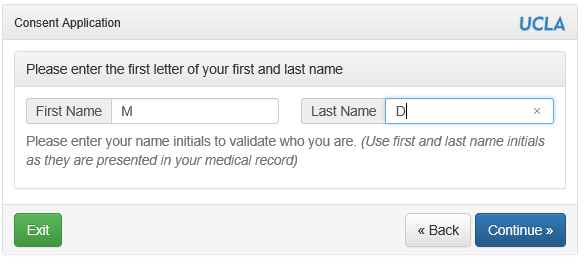 Consent Application UCLA
Please enter the first letter of your first and last name
First Name M Last Name D ×
Please enter your name initials to validate who you are. (Use first and last name initials
as they are presented in your medical record)
Exit « Back Continue »